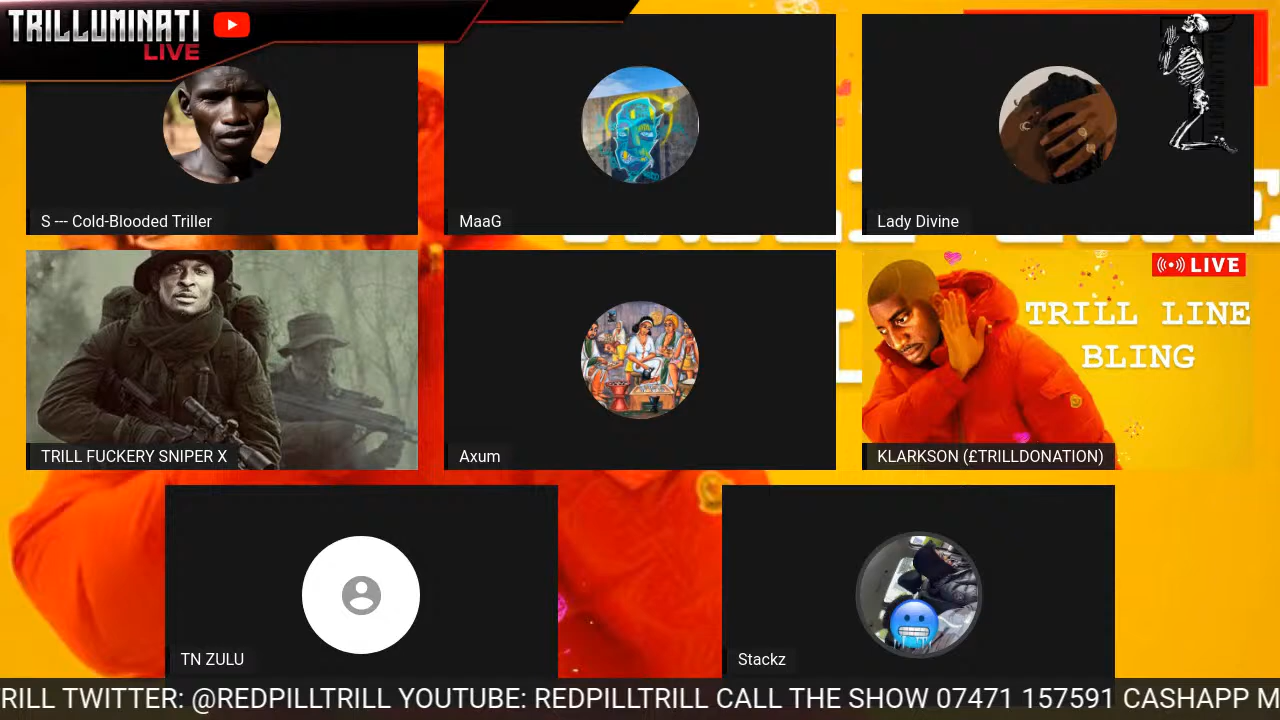 TRILLUMINATI
LIVE
S --- Cold-Blooded Triller
MaaG
Lady Divine
TRILL FUCKERY SNIPER X
Axum
LIVE
TRILL LINE
BLING
KLARKSON (£TRILLDONATION)
TN ZULU
Stackz
RILL TWITTER: @REDPILLTRILL YOUTUBE: REDPILLTRILL CALL THE SHOW 07471 157591 CASHAPP M